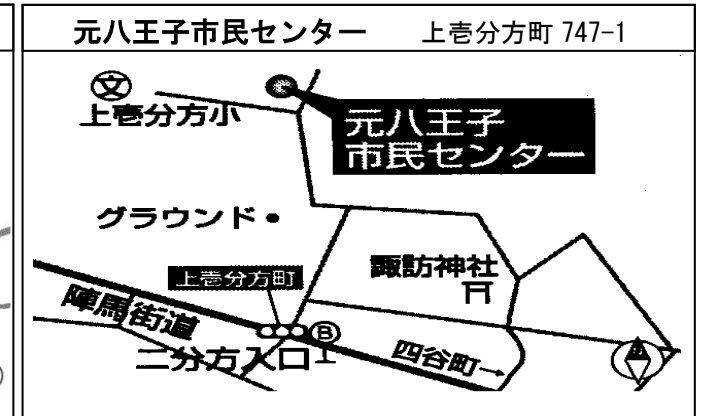 元八王子市民センター 上壱分方町 747-1
文
上壱分方小
元八王子
市民センター
グラウンド
上壱分方町
諏訪神社
陣馬街道
B
二分方入口
四谷町→